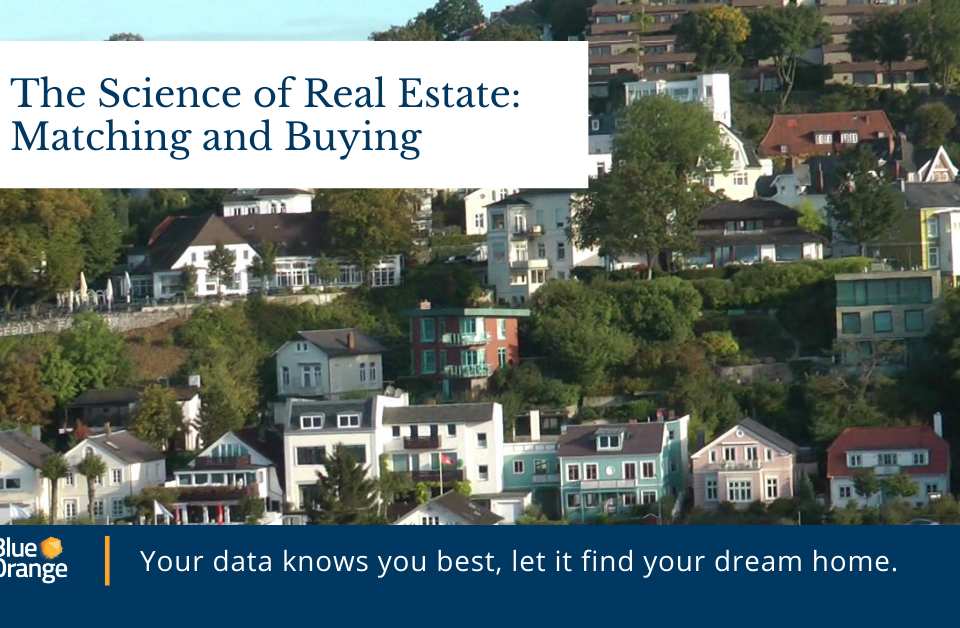 The Science of Real Estate:
Matching and Buying
Blue
Orange
Your data knows you best, let it find your dream home.